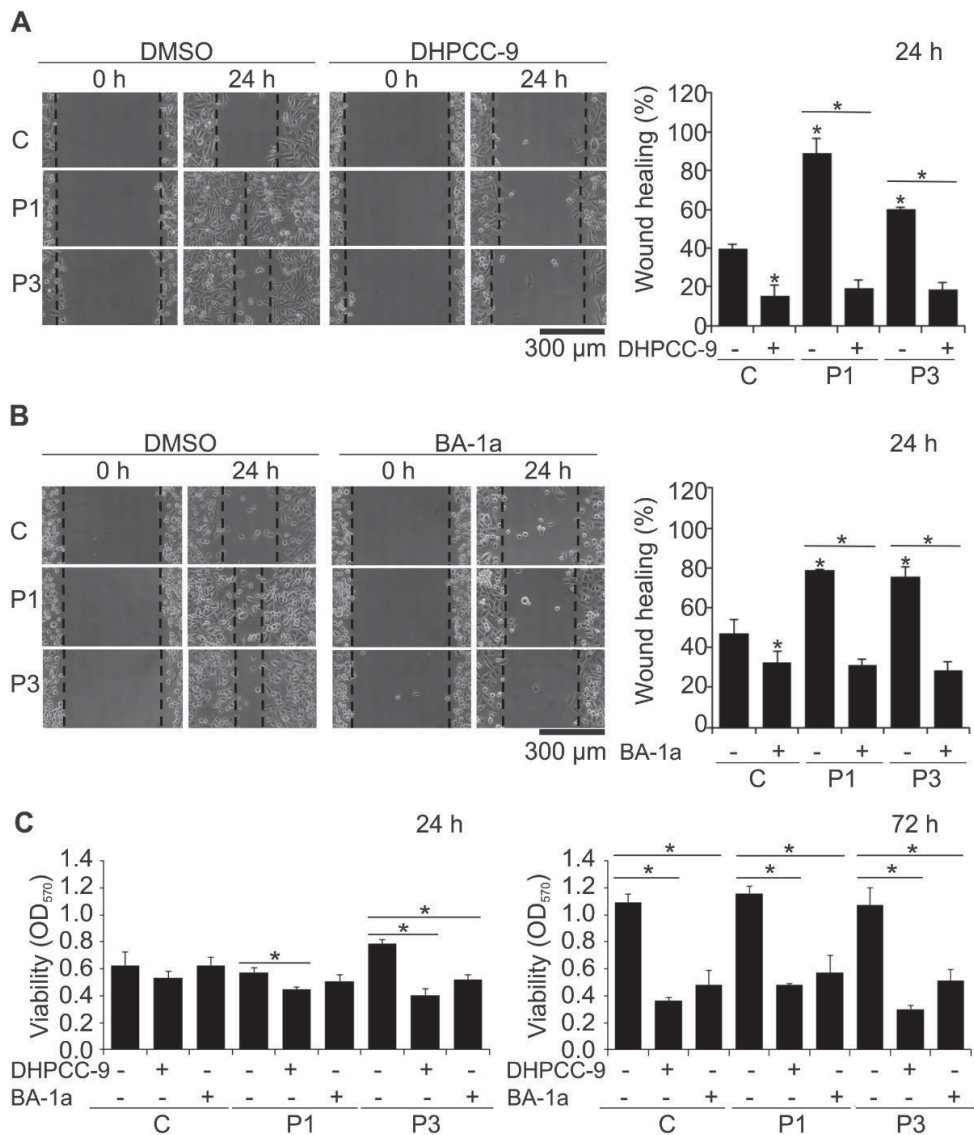 A
DMSO DHPCC-9 24 h
0 h 24 h 0 h 24 h
C
P1
P3
300 µm
Wound healing (%)
120
100
80
60
40
20
0
* * * * *
DHPCC-9 - + - + - +
C P1 P3
B
DMSO BA-1a 24 h
0 h 24 h 0 h 24 h
C
P1
P3
300 µm
Wound healing (%)
120
100
80
60
40
20
0
* * * * *
BA-1a - + - + - +
C P1 P3
C
24 h
Viability (OD570)
1.4
1.2
1.0
0.8
0.6
0.4
0.2
0.0
* * *
DHPCC-9 - + - - + - - + -
BA-1a - - + - - + - - +
C P1 P3
72 h
Viability (OD570)
1.4
1.2
1.0
0.8
0.6
0.4
0.2
0.0
* * * * * *
DHPCC-9 - + - - + - - + -
BA-1a - - + - - + - - +
C P1 P3